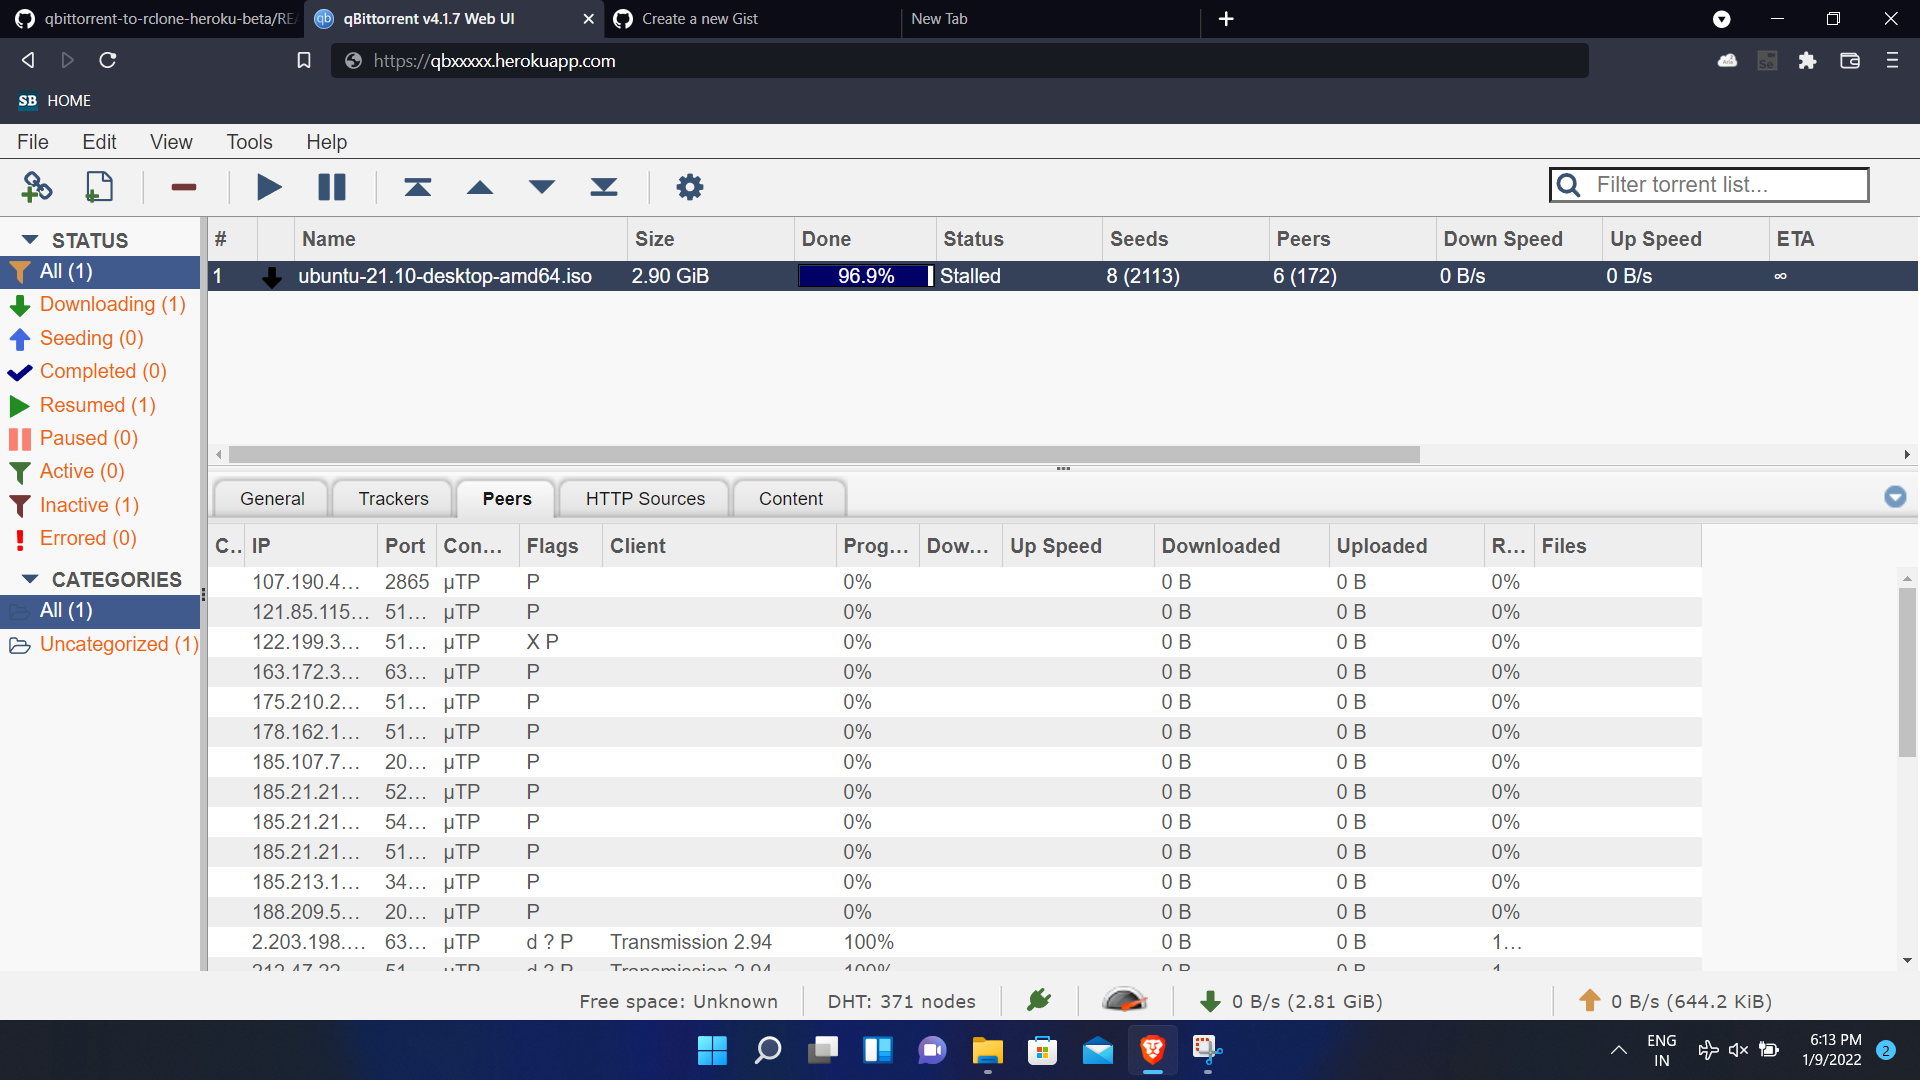 qbittorrent-to-rclone-heroku-beta/RE
qb qBittorrent v4.1.7 Web UI
Create a new Gist
New Tab
https://qbxxxxx.herokuapp.com
SB HOME
File Edit View Tools Help
Filter torrent list...
STATUS
All (1)
Downloading (1)
Seeding (0)
Completed (0)
Resumed (1)
Paused (0)
Active (0)
Inactive (1)
Errored (0)
CATEGORIES
All (1)
Uncategorized (1)
# Name Size Done Status Seeds Peers Down Speed Up Speed ETA
1 ubuntu-21.10-desktop-amd64.iso 2.90 GiB 96.9% Stalled 8 (2113) 6 (172) 0 B/s 0 B/s ∞
General Trackers Peers HTTP Sources Content
C.. IP Port Con... Flags Client Prog... Dow... Up Speed Downloaded Uploaded R... Files
107.190.4... 2865 µTP P 0% 0 B 0 B 0%
121.85.115... 51... µTP P 0% 0 B 0 B 0%
122.199.3... 51... µTP X P 0% 0 B 0 B 0%
163.172.3... 63... µTP P 0% 0 B 0 B 0%
175.210.2... 51... µTP P 0% 0 B 0 B 0%
178.162.1... 51... µTP P 0% 0 B 0 B 0%
185.107.7... 20... µTP P 0% 0 B 0 B 0%
185.21.21... 52... µTP P 0% 0 B 0 B 0%
185.21.21... 54... µTP P 0% 0 B 0 B 0%
185.21.21... 51... µTP P 0% 0 B 0 B 0%
185.213.1... 34... µTP P 0% 0 B 0 B 0%
188.209.5... 20... µTP P 0% 0 B 0 B 0%
2.203.198.... 63... µTP d ? P Transmission 2.94 100% 0 B 0 B 1...
212.47.22... 51... µTP d ? P Transmission 2.94 100% 0 B 0 B 1...
Free space: Unknown DHT: 371 nodes 0 B/s (2.81 GiB) 0 B/s (644.2 KiB)
ENG
IN
6:13 PM
1/9/2022
2